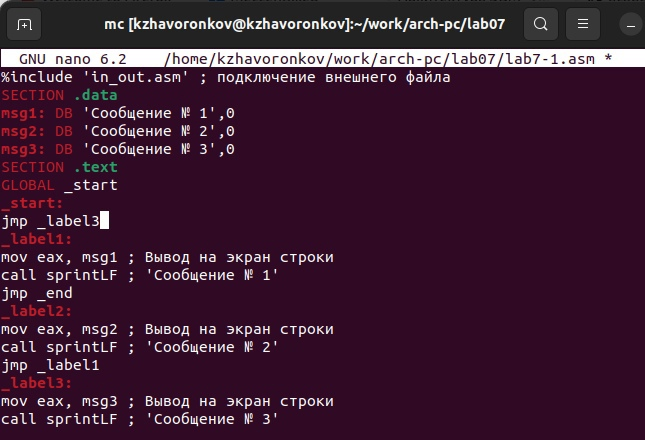 mc [kzhavoronkov@kzhavoronkov]:~/work/arch-pc/lab07
GNU nano 6.2 /home/kzhavoronkov/work/arch-pc/lab07/lab7-1.asm *
%include 'in_out.asm' ; подключение внешнего файла
SECTION .data
msg1: DB 'Сообщение № 1',0
msg2: DB 'Сообщение № 2',0
msg3: DB 'Сообщение № 3',0
SECTION .text
GLOBAL _start
_start:
jmp _label3
_label1:
mov eax, msg1 ; Вывод на экран строки
call sprintLF ; 'Сообщение № 1'
jmp _end
_label2:
mov eax, msg2 ; Вывод на экран строки
call sprintLF ; 'Сообщение № 2'
jmp _label1
_label3:
mov eax, msg3 ; Вывод на экран строки
call sprintLF ; 'Сообщение № 3'